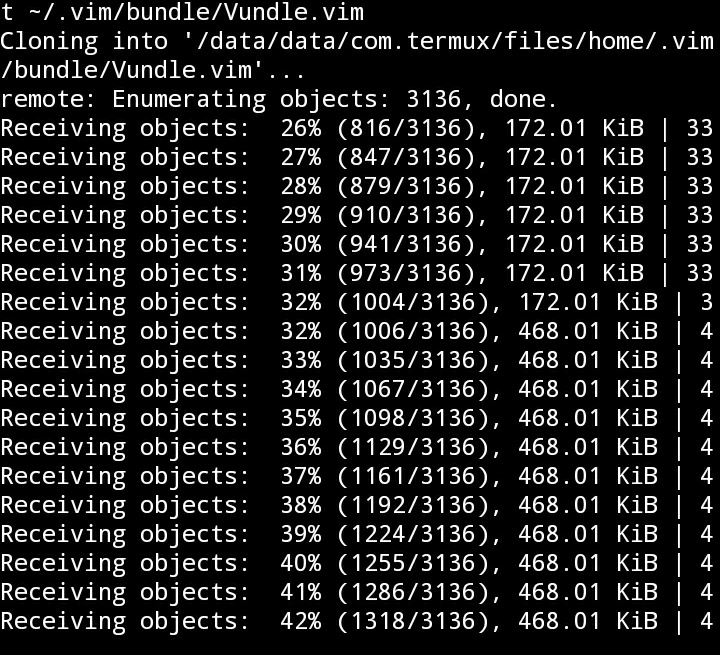 t ~/.vim/bundle/Vundle.vim
Cloning into '/data/data/com.termux/files/home/.vim
/bundle/Vundle.vim'...
remote: Enumerating objects: 3136, done.
Receiving objects:  26% (816/3136), 172.01 KiB | 33
Receiving objects:  27% (847/3136), 172.01 KiB | 33
Receiving objects:  28% (879/3136), 172.01 KiB | 33
Receiving objects:  29% (910/3136), 172.01 KiB | 33
Receiving objects:  30% (941/3136), 172.01 KiB | 33
Receiving objects:  31% (973/3136), 172.01 KiB | 33
Receiving objects:  32% (1004/3136), 172.01 KiB | 3
Receiving objects:  32% (1006/3136), 468.01 KiB | 4
Receiving objects:  33% (1035/3136), 468.01 KiB | 4
Receiving objects:  34% (1067/3136), 468.01 KiB | 4
Receiving objects:  35% (1098/3136), 468.01 KiB | 4
Receiving objects:  36% (1129/3136), 468.01 KiB | 4
Receiving objects:  37% (1161/3136), 468.01 KiB | 4
Receiving objects:  38% (1192/3136), 468.01 KiB | 4
Receiving objects:  39% (1224/3136), 468.01 KiB | 4
Receiving objects:  40% (1255/3136), 468.01 KiB | 4
Receiving objects:  41% (1286/3136), 468.01 KiB | 4
Receiving objects:  42% (1318/3136), 468.01 KiB | 4